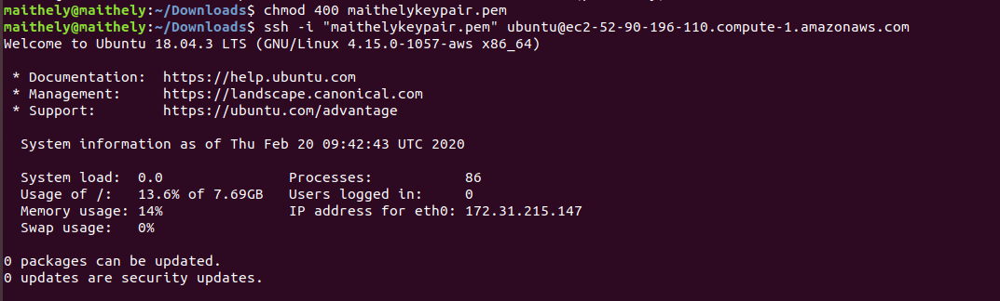 maithely@maithely:~/Downloads$ chmod 400 maithelykeypair.pem
maithely@maithely:~/Downloads$ ssh -i "maithelykeypair.pem" ubuntu@ec2-52-90-196-110.compute-1.amazonaws.com
Welcome to Ubuntu 18.04.3 LTS (GNU/Linux 4.15.0-1057-aws x86_64)
* Documentation:  https://help.ubuntu.com
* Management:     https://landscape.canonical.com
* Support:        https://ubuntu.com/advantage
System information as of Thu Feb 20 09:42:43 UTC 2020
System load:  0.0               Processes:           86
Usage of /:   13.6% of 7.69GB   Users logged in:     0
Memory usage: 14%               IP address for eth0: 172.31.215.147
Swap usage:   0%
0 packages can be updated.
0 updates are security updates.